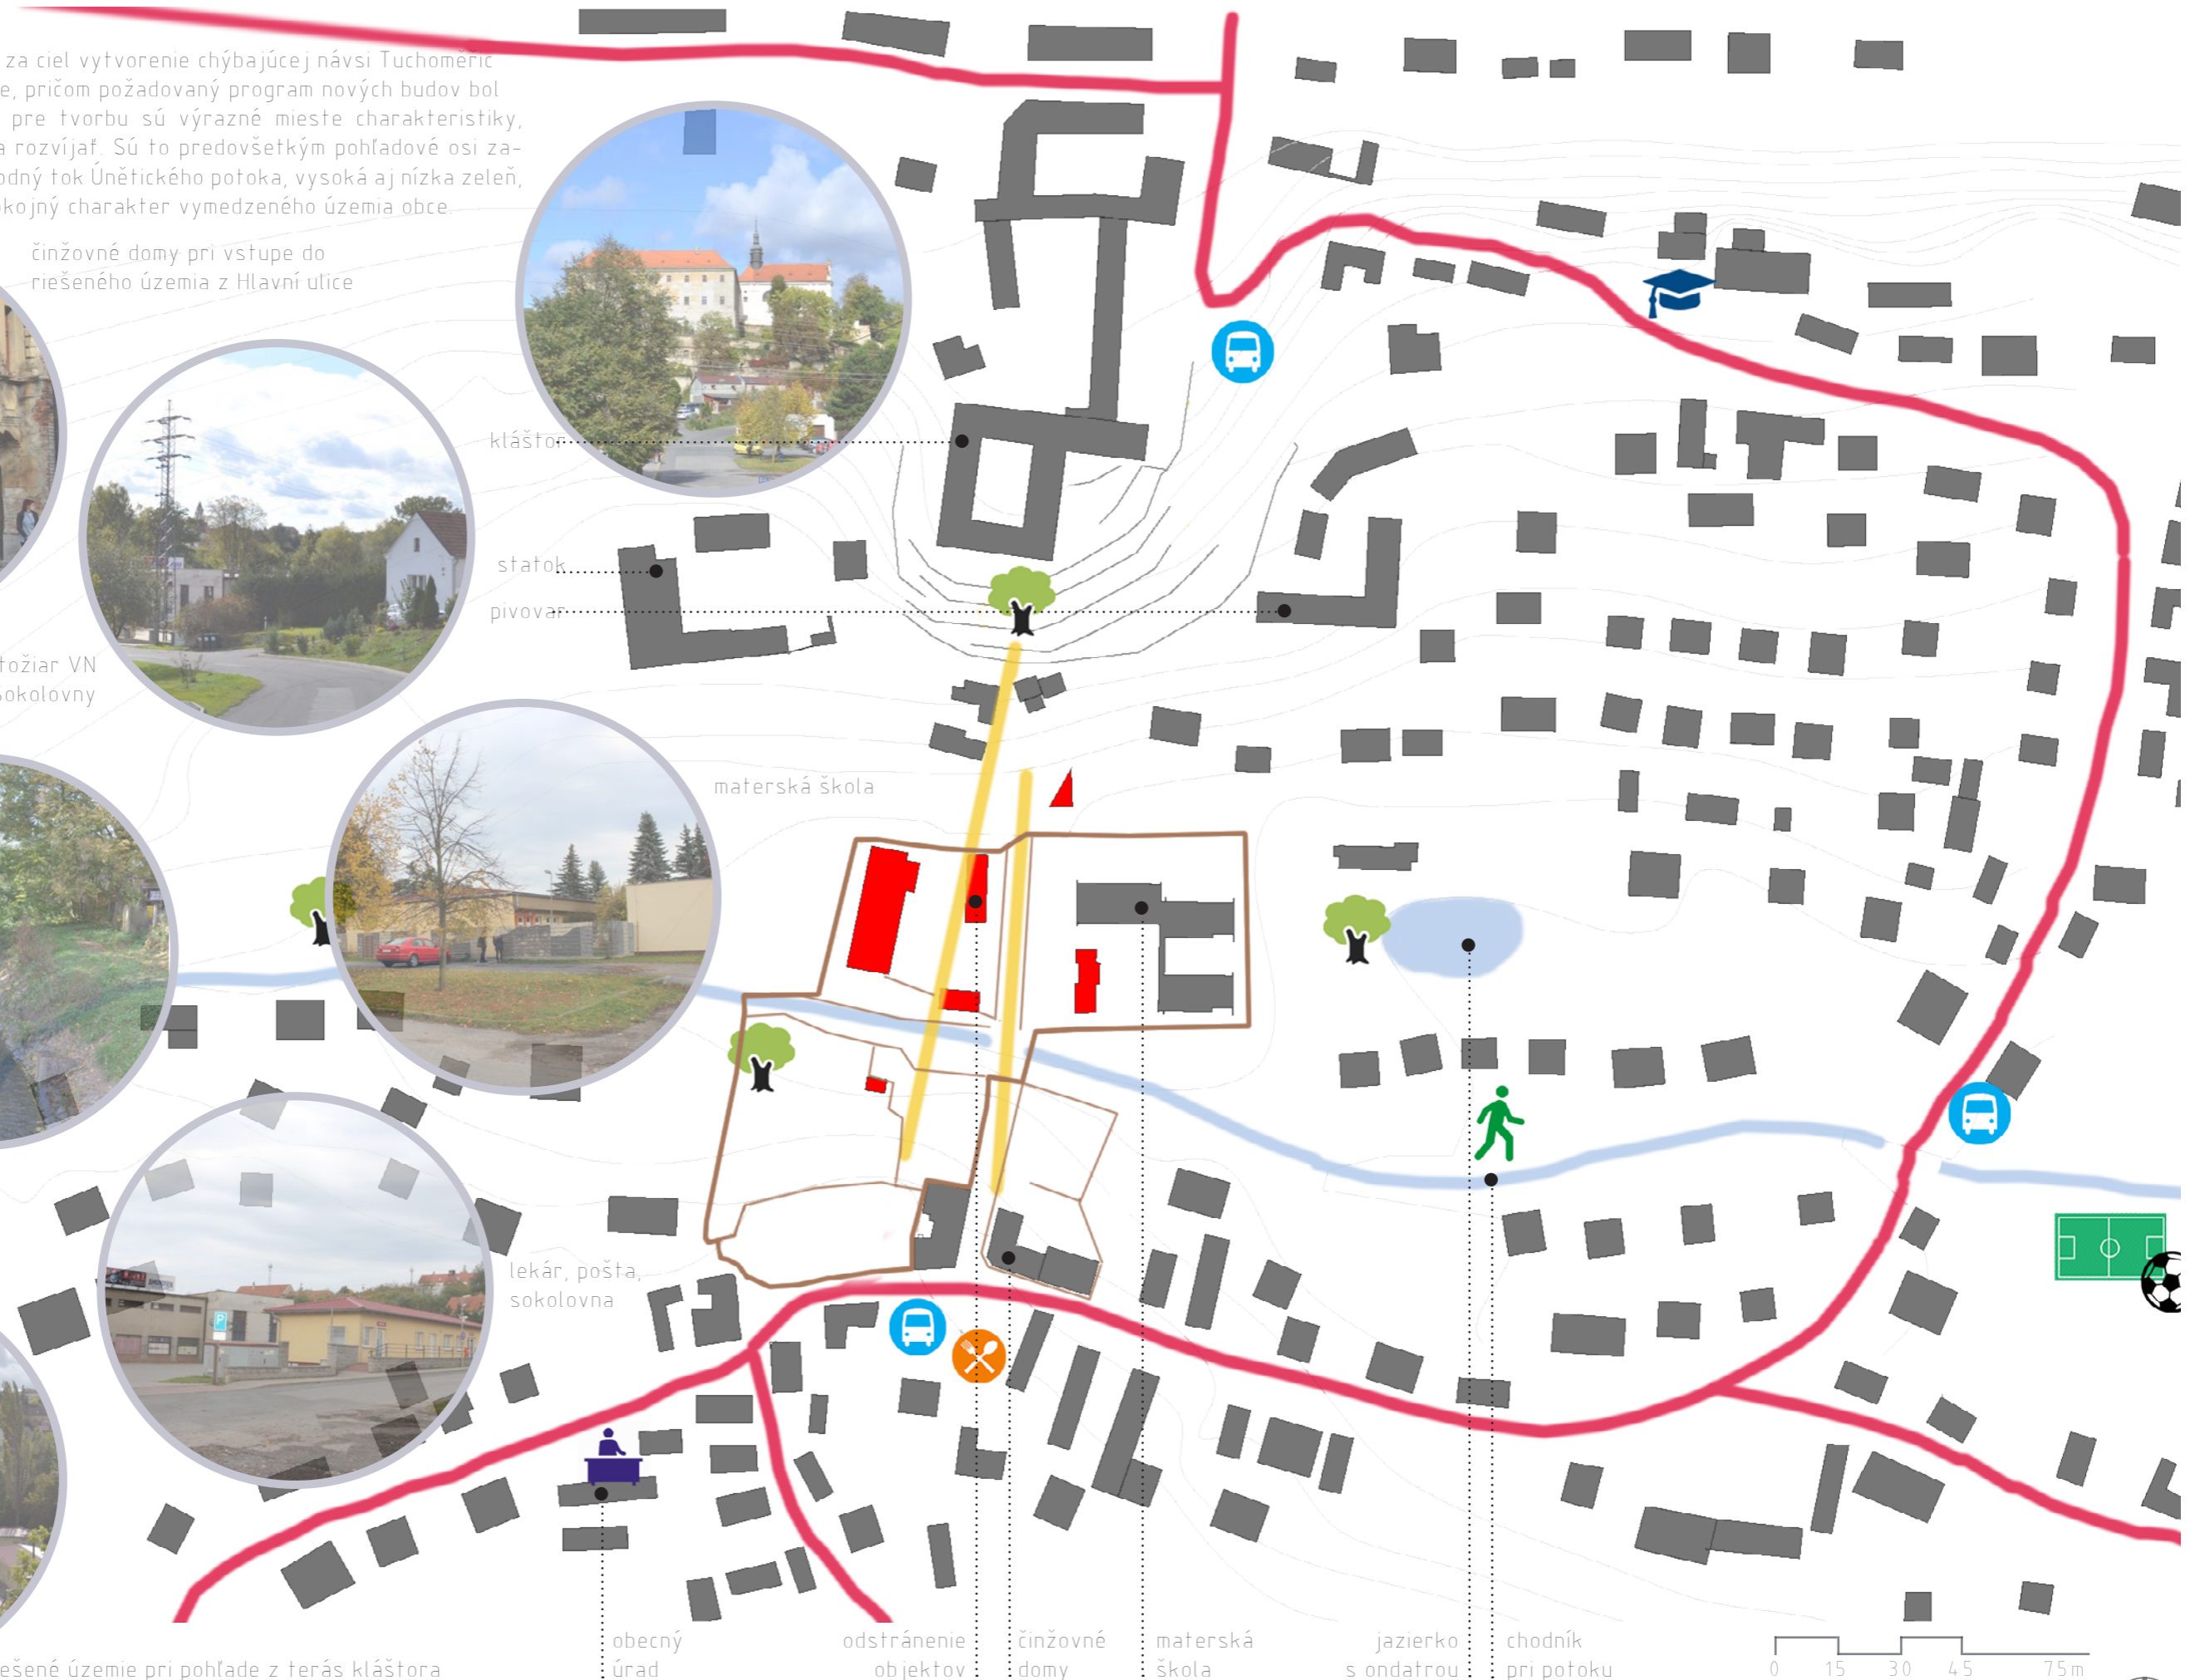 za ciel vytvorenie chýbajúcej návsi Tuchoměřic
e, pričom požadovaný program nových budov bol
pre tvorbu sú výrazné mieste charakteristiky,
a rozvíjať. Sú to predovšetkým pohľadové osi za-
odný tok Únětického potoka, vysoká aj nízka zeleň,
kojný charakter vymedzeného územia obce.
činžovné domy pri vstupe do
riešeného územia z Hlavní ulice
kláštor
statok
pivovar
tožiar VN
Sokolovny
materská škola
lekár, pošta,
sokolovna
P
obecný
úrad
odstránenie
objektov
činžovné
domy
materská
škola
jazierko
s ondatrou
chodník
pri potoku
0 15 30 45 75m
ešené územie pri pohľade z terás kláštora